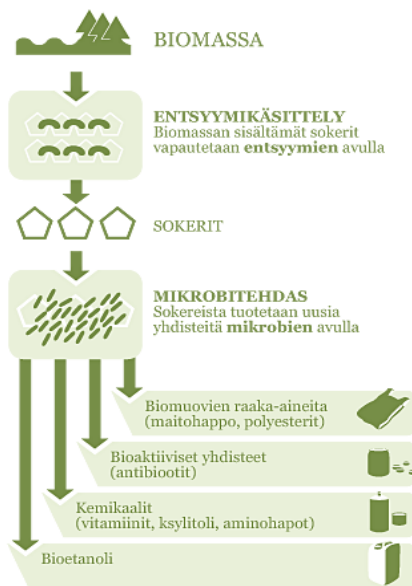 BIOMASSA
ENTSYYMIKÄSITTELY
Biomassan sisältämät sokerit
vapautetaan entsyymien avulla
SOKERIT
MIKROBITEHDAS
Sokereista tuotetaan uusia
yhdisteitä mikrobien avulla
Biomuovien raaka-aineita
(maitohappo, polyesterit)
Bioaktiiviset yhdisteet
(antibiootit)
Kemikaalit
(vitamiinit, ksylitoli, aminohapot)
Bioetanoli